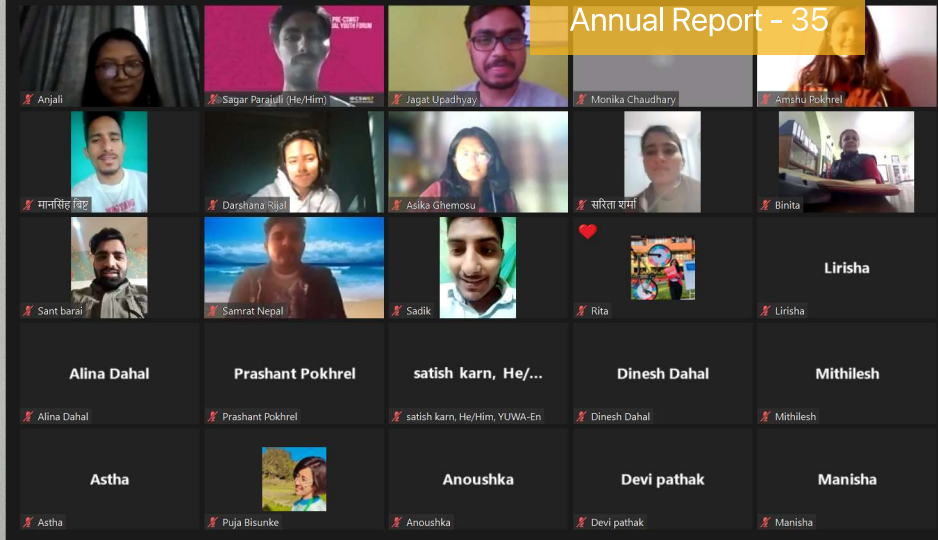 Annual Report - 35
PRE-CSW67
AL YOUTH FORUM
CSW67
Anjali
Sagar Parajuli (He/Him)
Jagat Upadhyay
Monika Chaudhary
Amshu Pokhrel
मानसिंह बिष्ट
Darshana Rijal
Asika Ghemosu
सरिता शर्मा
Binita
Lirisha
Sant barai
Samrat Nepal
Sadik
Rita
Lirisha
Alina Dahal
Prashant Pokhrel
satish karn, He/...
Dinesh Dahal
Mithilesh
Alina Dahal
Prashant Pokhrel
satish karn, He/Him, YUWA-En
Dinesh Dahal
Mithilesh
Astha
Anoushka
Devi pathak
Manisha
Astha
Puja Bisunke
Anoushka
Devi pathak
Manisha